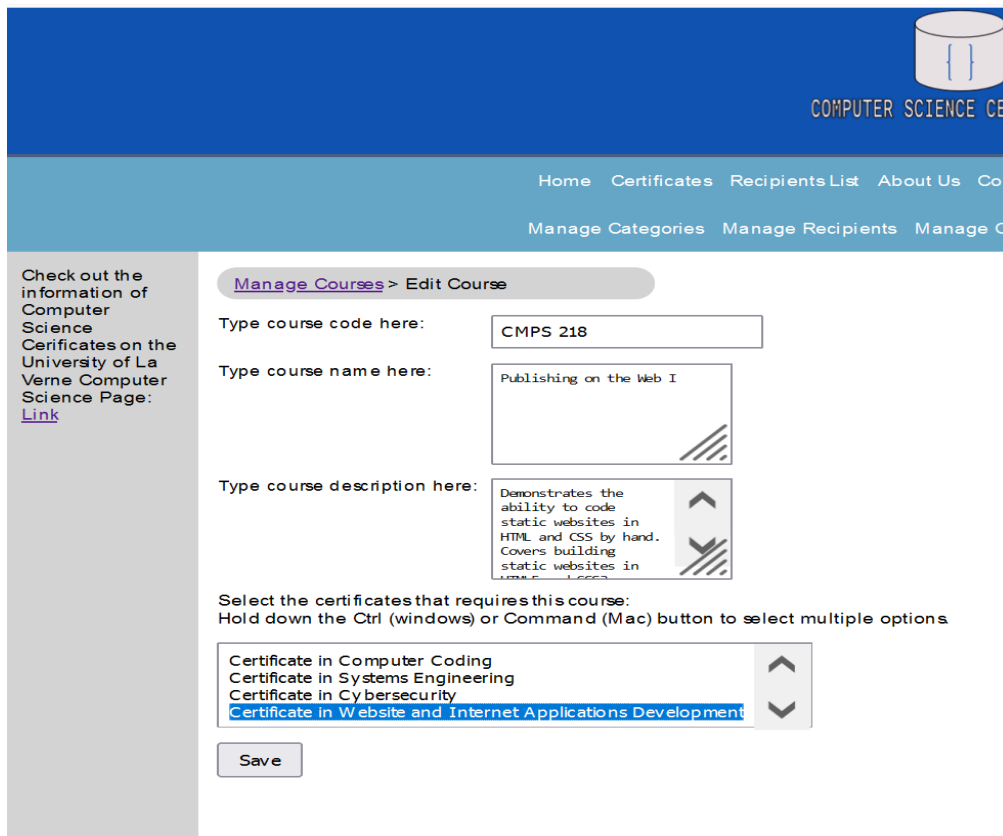 { }
COMPUTER SCIENCE
Home Certificates Recipients List About Us
Manage Categories Manage Recipients Manage
Check out the
information of
Computer
Science
Cerificates on the
University of La
Verne Computer
Science Page:
Link
Manage Courses > Edit Course
Type course code here:
CMPS 218
Type course name here:
Publishing on the Web I
Type course description here:
Demonstrates the
ability to code
static websites in
HTML and CSS by hand.
Covers building
static websites in
Select the certificates that requires this course:
Hold down the Ctrl (windows) or Command (Mac) button to select multiple options.
Certificate in Computer Coding
Certificate in Systems Engineering
Certificate in Cybersecurity
Certificate in Website and Internet Applications Development
Save